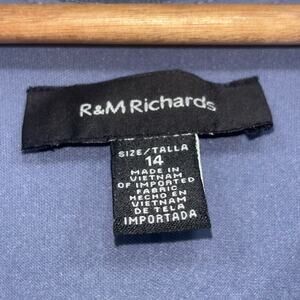 R&M Richards
SIZE/TALLA
14
MADE IN
VIETNAM
OF IMPORTED
FABRIC
HECHO EN
VIETNAM
DE TELA
IMPORTADA